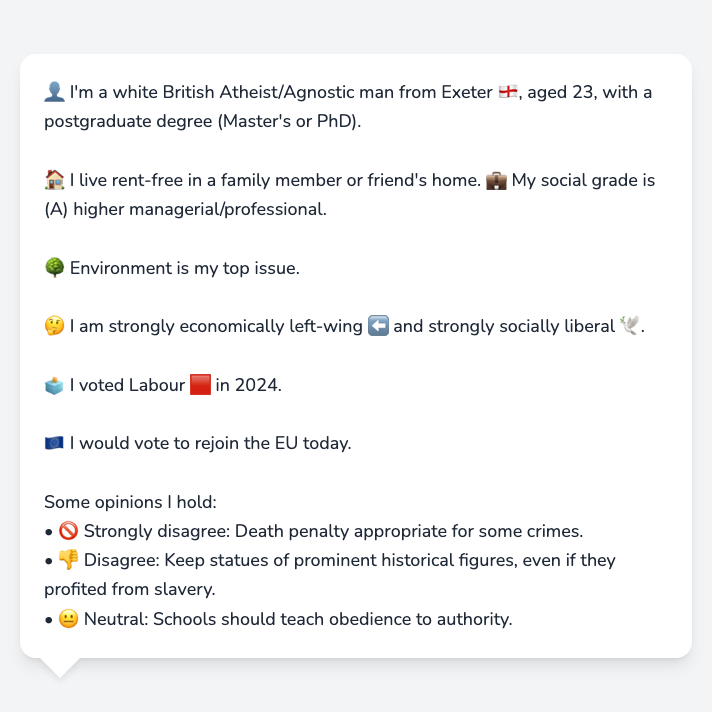 👤 I'm a white British Atheist/Agnostic man from Exeter 🏴󠁧󠁢󠁥󠁮󠁧󠁿, aged 23, with a
postgraduate degree (Master's or PhD).
🏠 I live rent-free in a family member or friend's home. 💼 My social grade is
(A) higher managerial/professional.
🌳 Environment is my top issue.
🤔 I am strongly economically left-wing ⬅️ and strongly socially liberal 🕊️.
🗳️ I voted Labour 🟥 in 2024.
🇪🇺 I would vote to rejoin the EU today.
Some opinions I hold:
• 🚫 Strongly disagree: Death penalty appropriate for some crimes.
• 👎 Disagree: Keep statues of prominent historical figures, even if they
profited from slavery.
• 😐 Neutral: Schools should teach obedience to authority.